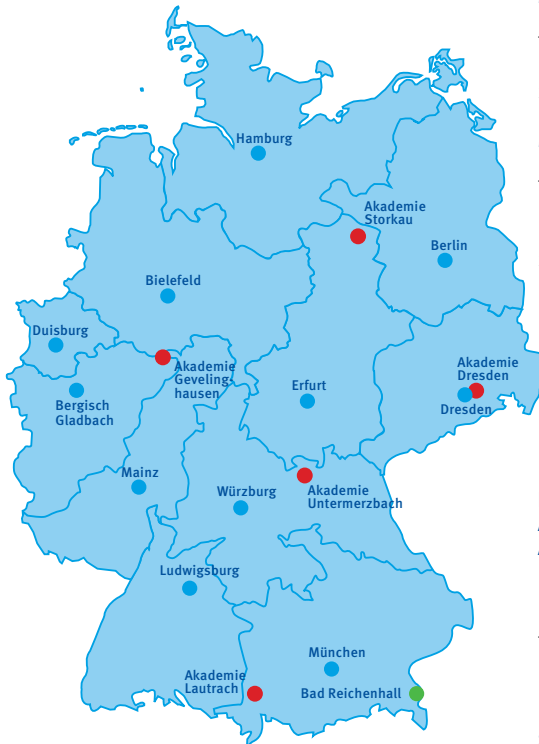 Hamburg
Akademie
Storkau
Berlin
Bielefeld
Duisburg
Akademie
Geveling-
hausen
Akademie
Dresden
Dresden
Erfurt
Bergisch
Gladbach
Mainz
Würzburg
Akademie
Untermerzbach
Ludwigsburg
München
Akademie
Lautrach
Bad Reichenhall